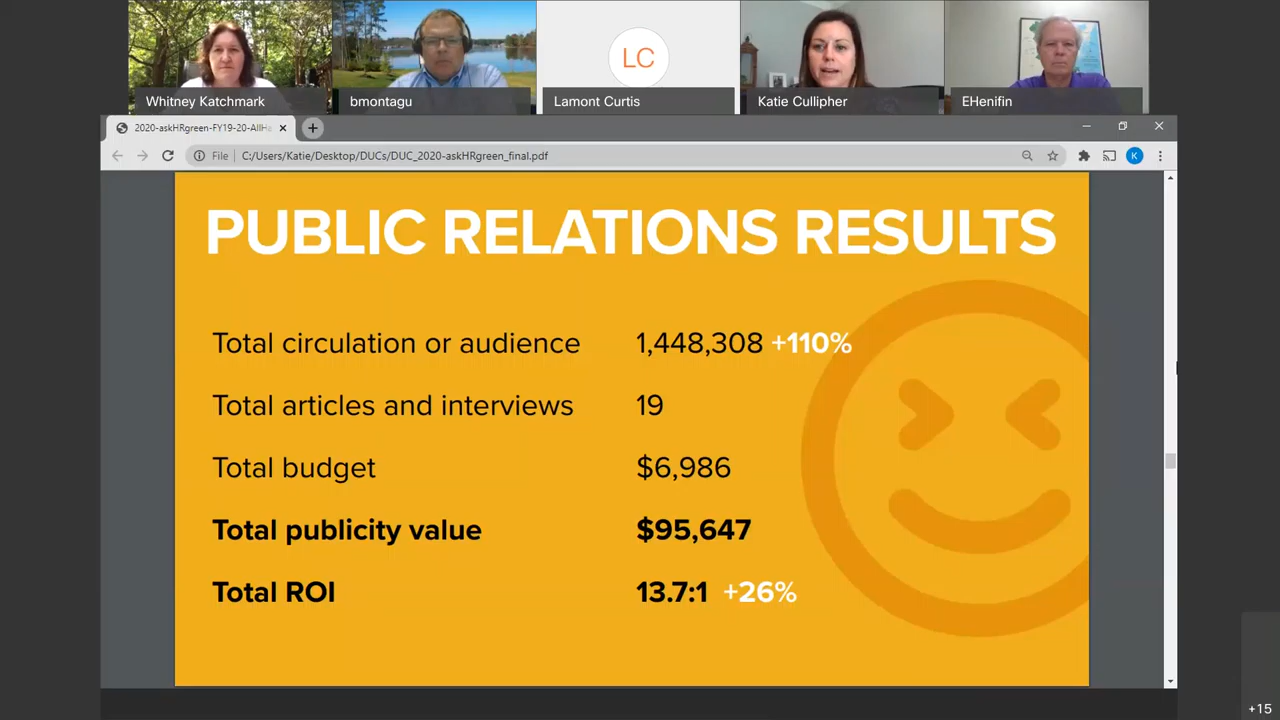 LC
Whitney Katchmark
bmontagu
Lamont Curtis
Katie Cullipher
EHenifin
2020-askHRgreen-FY19-20-AllHa
File C:/Users/Katie/Desktop/DUCs/DUC_2020-askHRgreen_final.pdf
K
PUBLIC RELATIONS RESULTS
Total circulation or audience 1,448,308 +110%
Total articles and interviews 19
Total budget $6,986
Total publicity value $95,647
Total ROI 13.7:1 +26%
+15